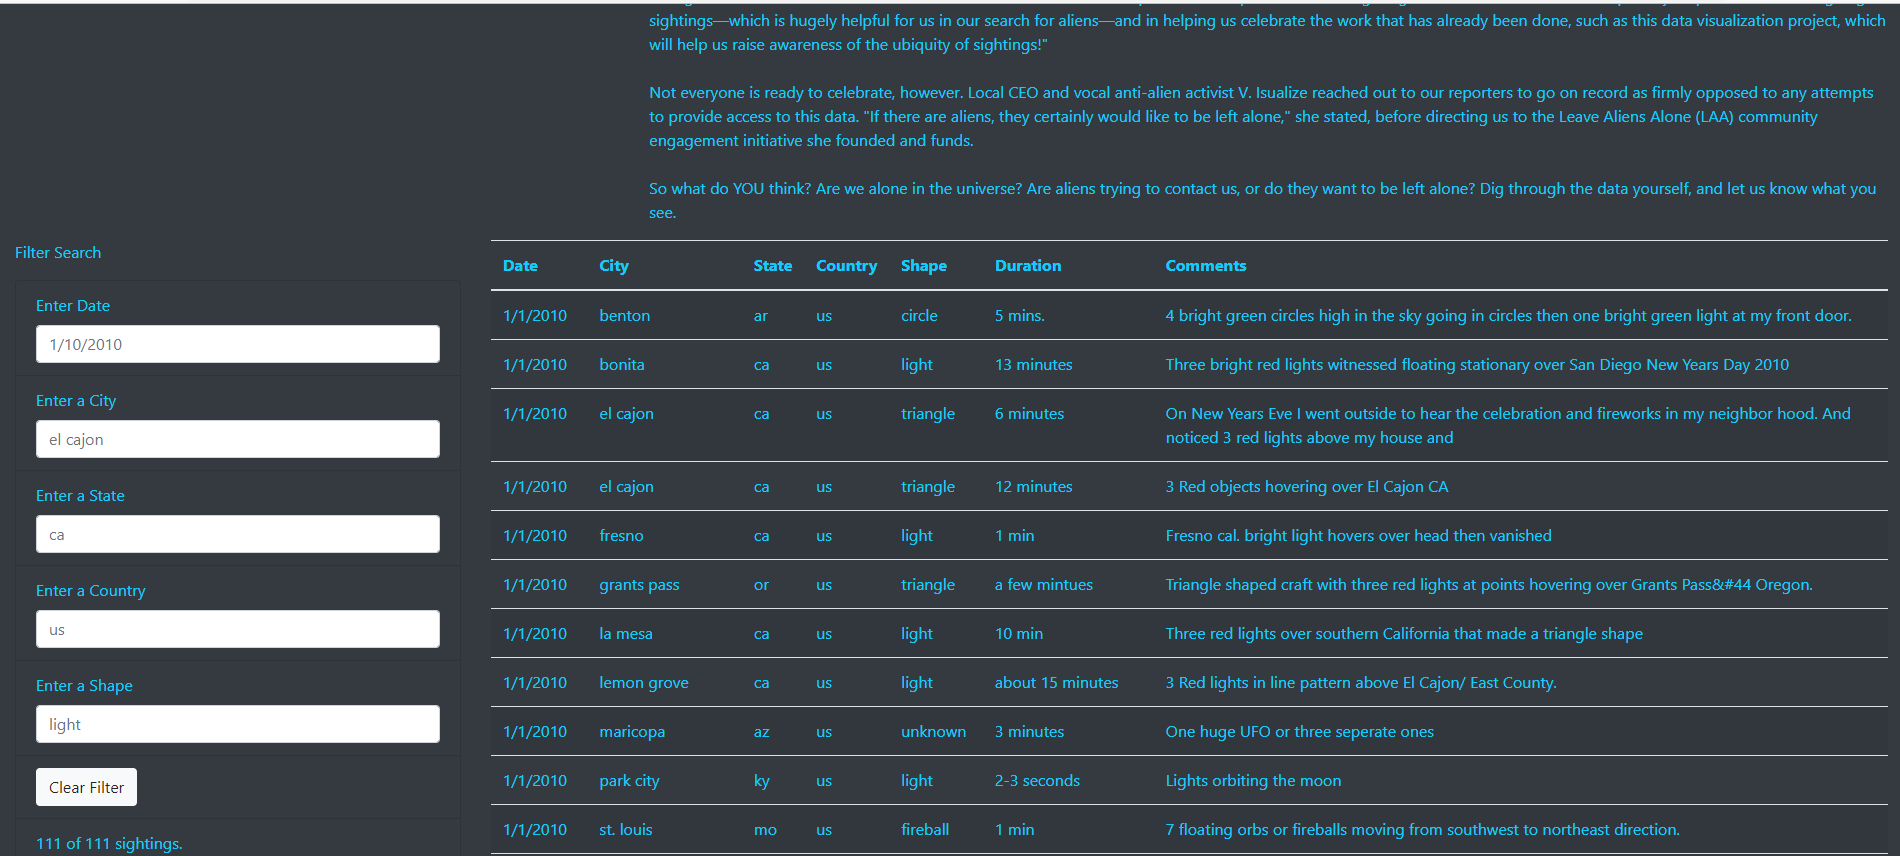 sightings—which is hugely helpful for us in our search for aliens—and in helping us celebrate the work that has already been done, such as this data visualization project, which
will help us raise awareness of the ubiquity of sightings!"
Not everyone is ready to celebrate, however. Local CEO and vocal anti-alien activist V. Isualize reached out to our reporters to go on record as firmly opposed to any attempts
to provide access to this data. "If there are aliens, they certainly would like to be left alone," she stated, before directing us to the Leave Aliens Alone (LAA) community
engagement initiative she founded and funds.
So what do YOU think? Are we alone in the universe? Are aliens trying to contact us, or do they want to be left alone? Dig through the data yourself, and let us know what you
see.
Filter Search
Enter Date
1/10/2010
Enter a City
el cajon
Enter a State
ca
Enter a Country
us
Enter a Shape
light
Clear Filter
111 of 111 sightings.
Date City State Country Shape Duration Comments
1/1/2010 benton ar us circle 5 mins. 4 bright green circles high in the sky going in circles then one bright green light at my front door.
1/1/2010 bonita ca us light 13 minutes Three bright red lights witnessed floating stationary over San Diego New Years Day 2010
1/1/2010 el cajon ca us triangle 6 minutes On New Years Eve I went outside to hear the celebration and fireworks in my neighbor hood. And
noticed 3 red lights above my house and
1/1/2010 el cajon ca us triangle 12 minutes 3 Red objects hovering over El Cajon CA
1/1/2010 fresno ca us light 1 min Fresno cal. bright light hovers over head then vanished
1/1/2010 grants pass or us triangle a few mintues Triangle shaped craft with three red lights at points hovering over Grants Pass&#44 Oregon.
1/1/2010 la mesa ca us light 10 min Three red lights over southern California that made a triangle shape
1/1/2010 lemon grove ca us light about 15 minutes 3 Red lights in line pattern above El Cajon/ East County.
1/1/2010 maricopa az us unknown 3 minutes One huge UFO or three seperate ones
1/1/2010 park city ky us light 2-3 seconds Lights orbiting the moon
1/1/2010 st. louis mo us fireball 1 min 7 floating orbs or fireballs moving from southwest to northeast direction.